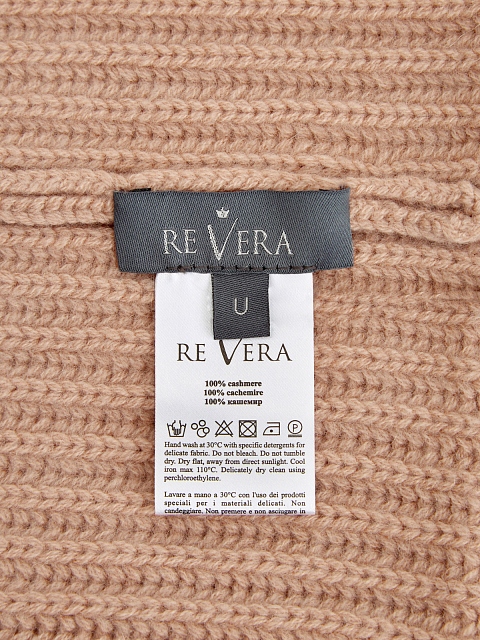 RE VERA
U
RE VERA
100% cashmere
100% cachemire
100% кашемир
Hand wash at 30°C with specific detergents for
delicate fabric. Do not bleach. Do not tumble
dry. Dry flat, away from direct sunlight. Cool
iron max 110°C. Delicately dry clean using
perchloroethylene.
Lavare a mano a 30°C con l'uso dei prodotti
speciali per i materiali delicati. Non
candeggiare. Non premere e non asciugare in